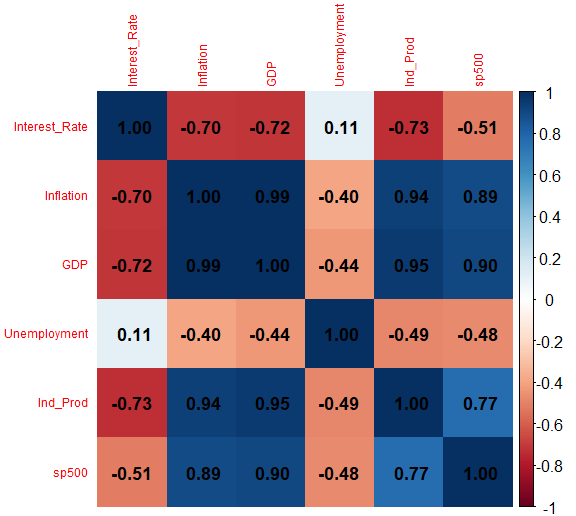 Interest_Rate Inflation GDP Unemployment Ind_Prod sp500
Interest_Rate 1.00 -0.70 -0.72 0.11 -0.73 -0.51
Inflation -0.70 1.00 0.99 -0.40 0.94 0.89
GDP -0.72 0.99 1.00 -0.44 0.95 0.90
Unemployment 0.11 -0.40 -0.44 1.00 -0.49 -0.48
Ind_Prod -0.73 0.94 0.95 -0.49 1.00 0.77
sp500 -0.51 0.89 0.90 -0.48 0.77 1.00
1
0.8
0.6
0.4
0.2
0
-0.2
-0.4
-0.6
-0.8
-1